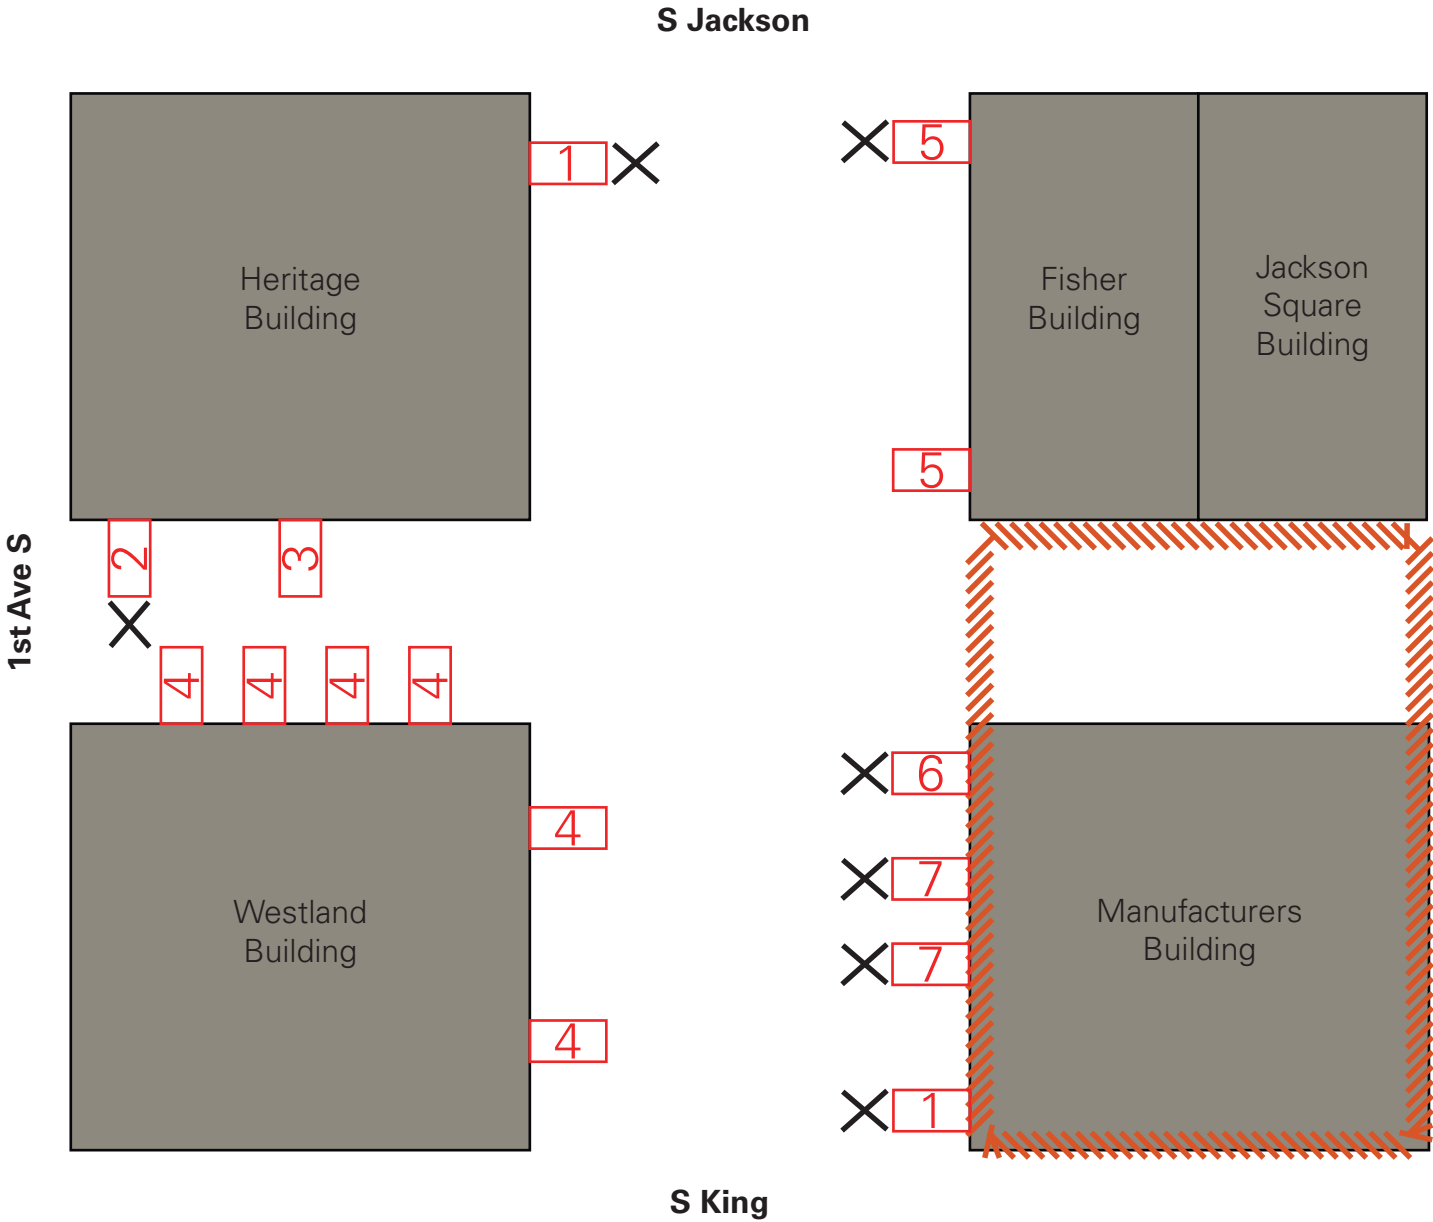 S Jackson
1
5
Heritage
Building
Fisher
Building
Jackson
Square
Building
5
2
3
1st Ave S
4
4
4
4
6
4
7
Westland
Building
Manufacturers
Building
7
4
1
S King